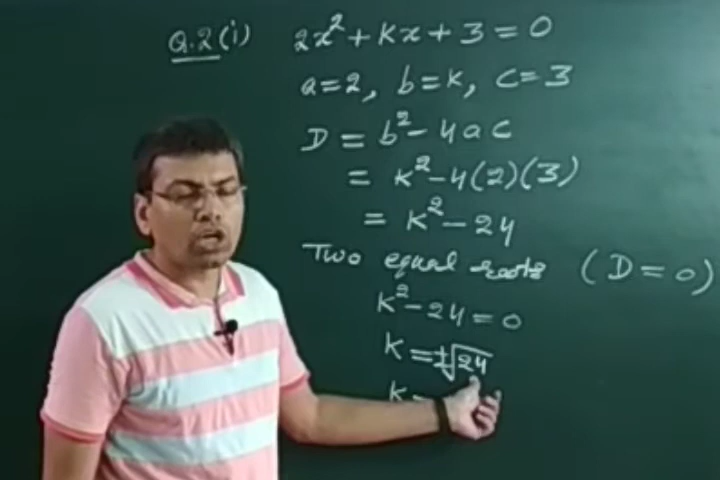 Q.2(i) 2x² + Kx + 3 = 0
a=2, b=K, c=3
D = b² - 4ac
= K² - 4(2)(3)
= K² - 24
Two equal roots (D = 0)
K² - 24 = 0
K = ±√24
K =